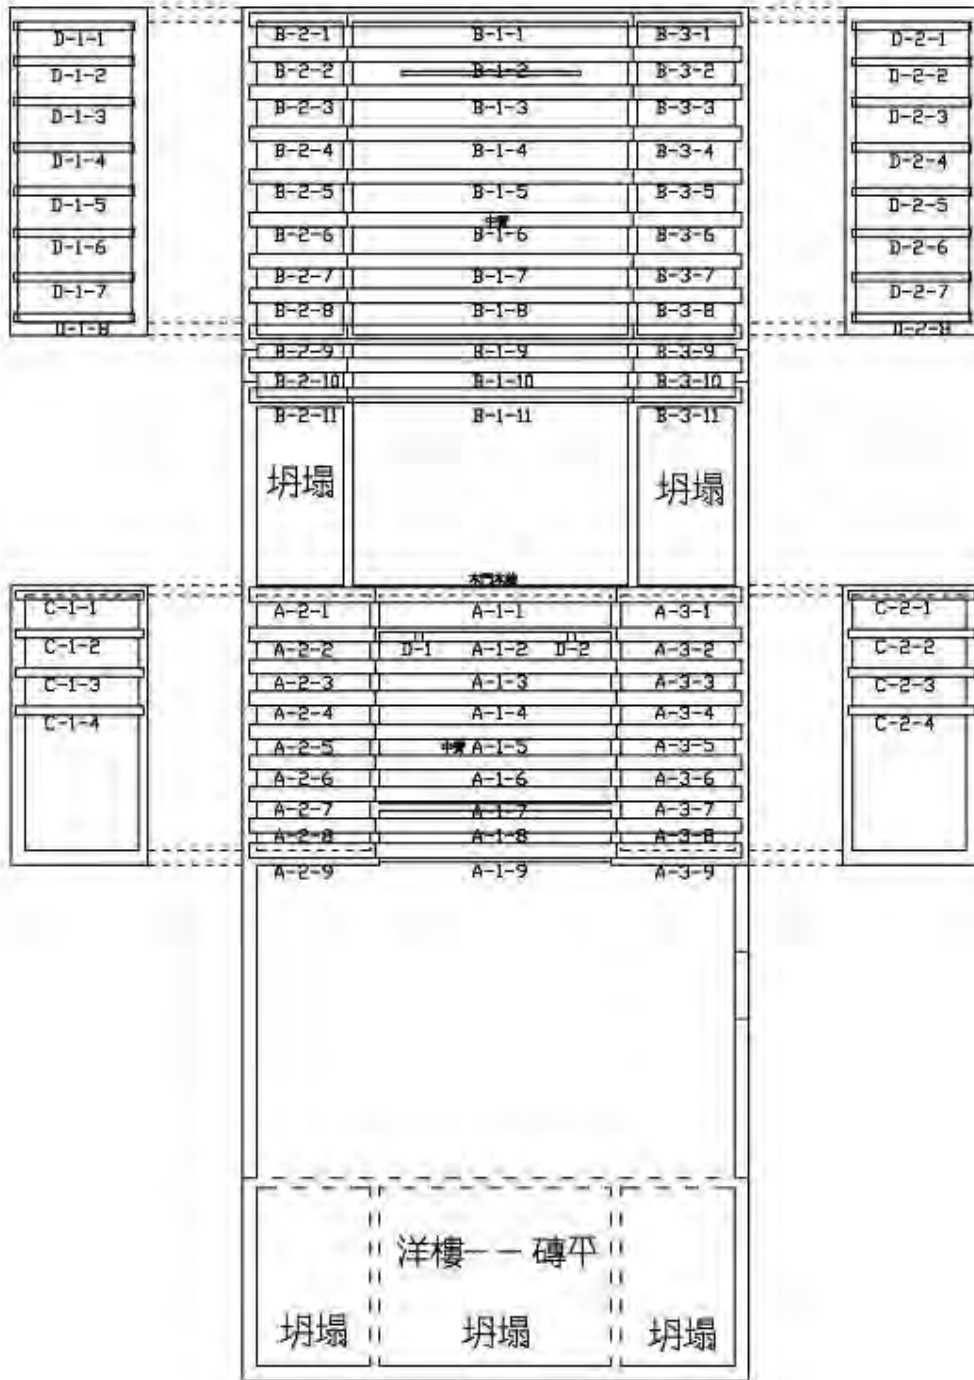 D-1-1 B-2-1 B-1-1 B-3-1 D-2-1
D-1-2 B-2-2 B-1-2 B-3-2 D-2-2
D-1-3 B-2-3 B-1-3 B-3-3 D-2-3
D-1-4 B-2-4 B-1-4 B-3-4 D-2-4
D-1-5 B-2-5 B-1-5 B-3-5 D-2-5
D-1-6 B-2-6 B-1-6 B-3-6 D-2-6
D-1-7 B-2-7 B-1-7 B-3-7 D-2-7
D-1-8 B-2-8 B-1-8 B-3-8 D-2-8
B-2-9 B-1-9 B-3-9
B-2-10 B-1-10 B-3-10
B-2-11 B-1-11 B-3-11
坍塌 坍塌
C-1-1 A-2-1 A-1-1 A-3-1 C-2-1
C-1-2 A-2-2 D-1 A-1-2 D-2 A-3-2 C-2-2
C-1-3 A-2-3 A-1-3 A-3-3 C-2-3
C-1-4 A-2-4 A-1-4 A-3-4 C-2-4
A-2-5 A-1-5 A-3-5
A-2-6 A-1-6 A-3-6
A-2-7 A-1-7 A-3-7
A-2-8 A-1-8 A-3-8
A-2-9 A-1-9 A-3-9
洋樓－－磚平
坍塌 坍塌 坍塌